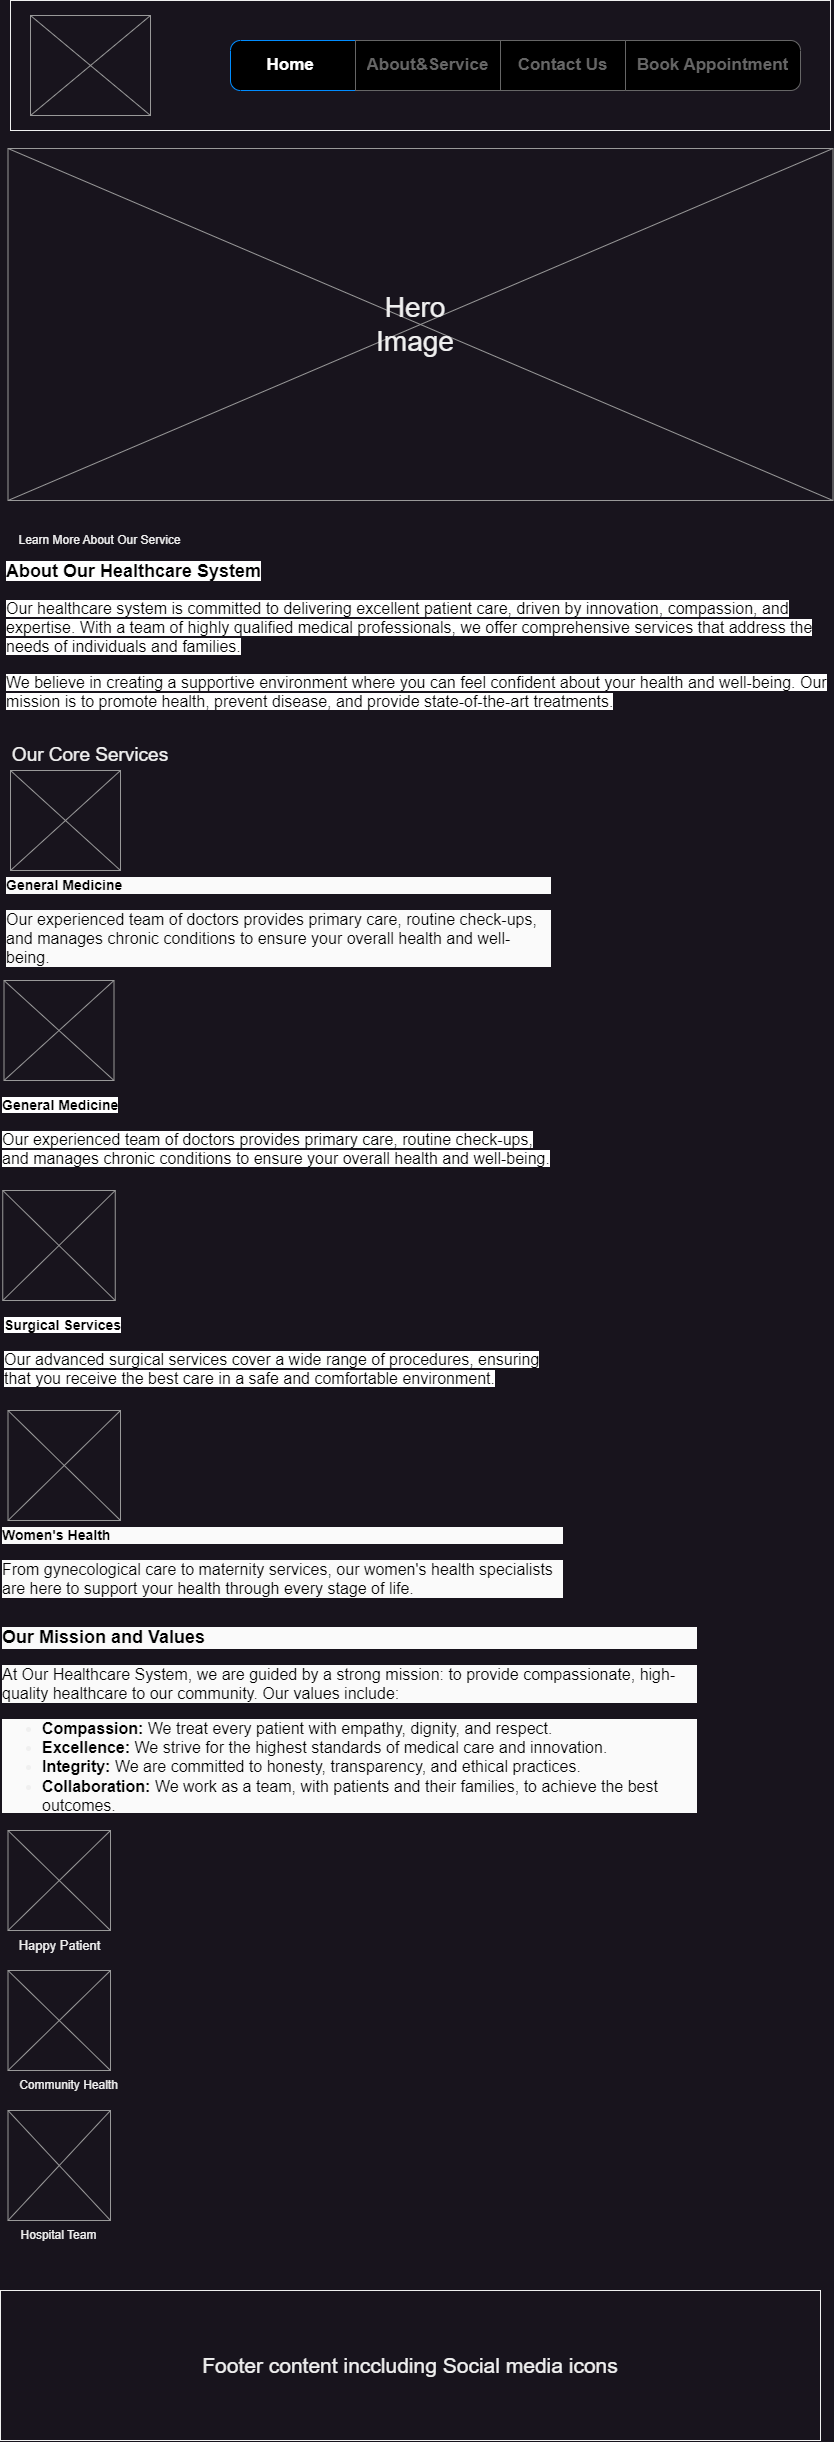 Home About&Service Contact Us Book Appointment
Hero
Image
Learn More About Our Service
About Our Healthcare System
Our healthcare system is committed to delivering excellent patient care, driven by innovation, compassion, and
expertise. With a team of highly qualified medical professionals, we offer comprehensive services that address the
needs of individuals and families.
We believe in creating a supportive environment where you can feel confident about your health and well-being. Our
mission is to promote health, prevent disease, and provide state-of-the-art treatments.
Our Core Services
General Medicine
Our experienced team of doctors provides primary care, routine check-ups,
and manages chronic conditions to ensure your overall health and well-
being.
General Medicine
Our experienced team of doctors provides primary care, routine check-ups,
and manages chronic conditions to ensure your overall health and well-being.
Surgical Services
Our advanced surgical services cover a wide range of procedures, ensuring
that you receive the best care in a safe and comfortable environment.
Women's Health
From gynecological care to maternity services, our women's health specialists
are here to support your health through every stage of life.
Our Mission and Values
At Our Healthcare System, we are guided by a strong mission: to provide compassionate, high-
quality healthcare to our community. Our values include:
Compassion: We treat every patient with empathy, dignity, and respect.
Excellence: We strive for the highest standards of medical care and innovation.
Integrity: We are committed to honesty, transparency, and ethical practices.
Collaboration: We work as a team, with patients and their families, to achieve the best
outcomes.
Happy Patient
Community Health
Hospital Team
Footer content inccluding Social media icons